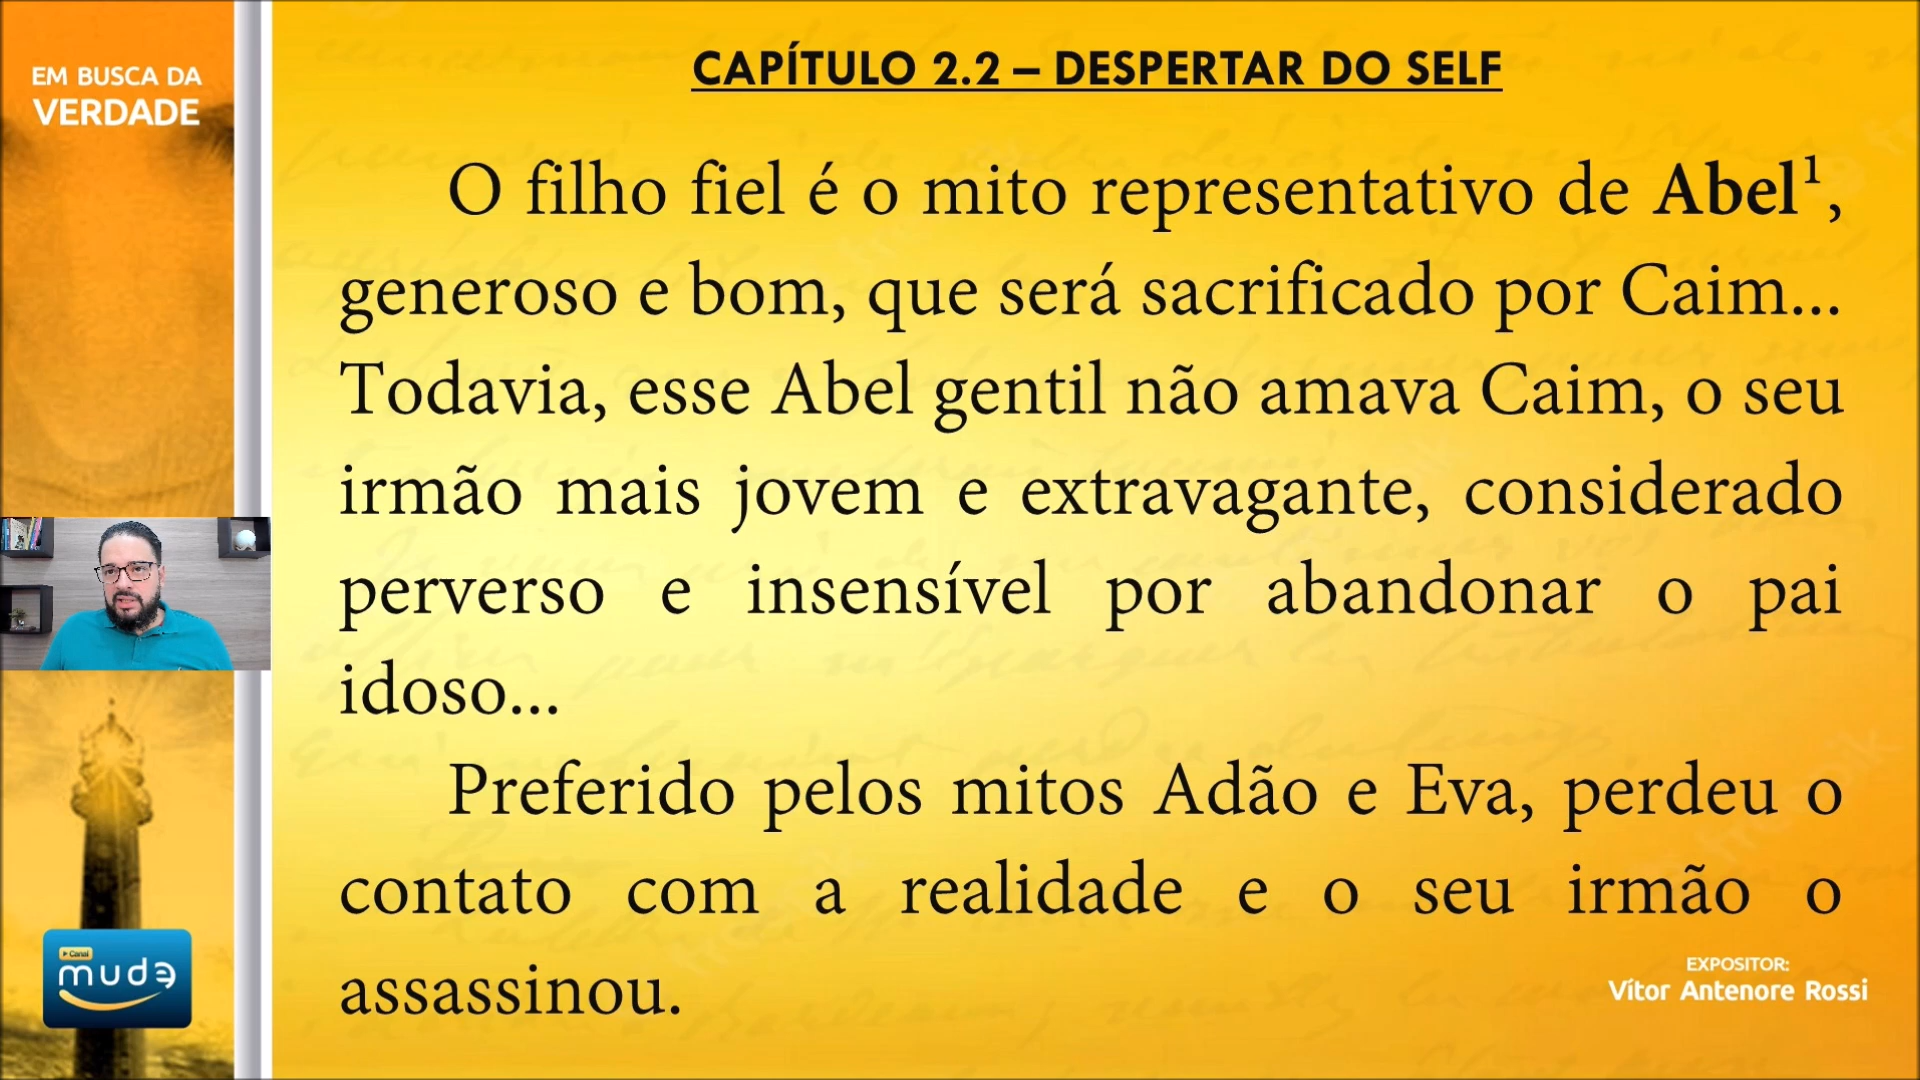 EM BUSCA DA
VERDADE
CAPÍTULO 2.2 – DESPERTAR DO SELF
O filho fiel é o mito representativo de Abel¹,
generoso e bom, que será sacrificado por Caim...
Todavia, esse Abel gentil não amava Caim, o seu
irmão mais jovem e extravagante, considerado
perverso e insensível por abandonar o pai
idoso...
Preferido pelos mitos Adão e Eva, perdeu o
contato com a realidade e o seu irmão o
assassinou.
Canal
mude
EXPOSITOR:
Vítor Antenore Rossi